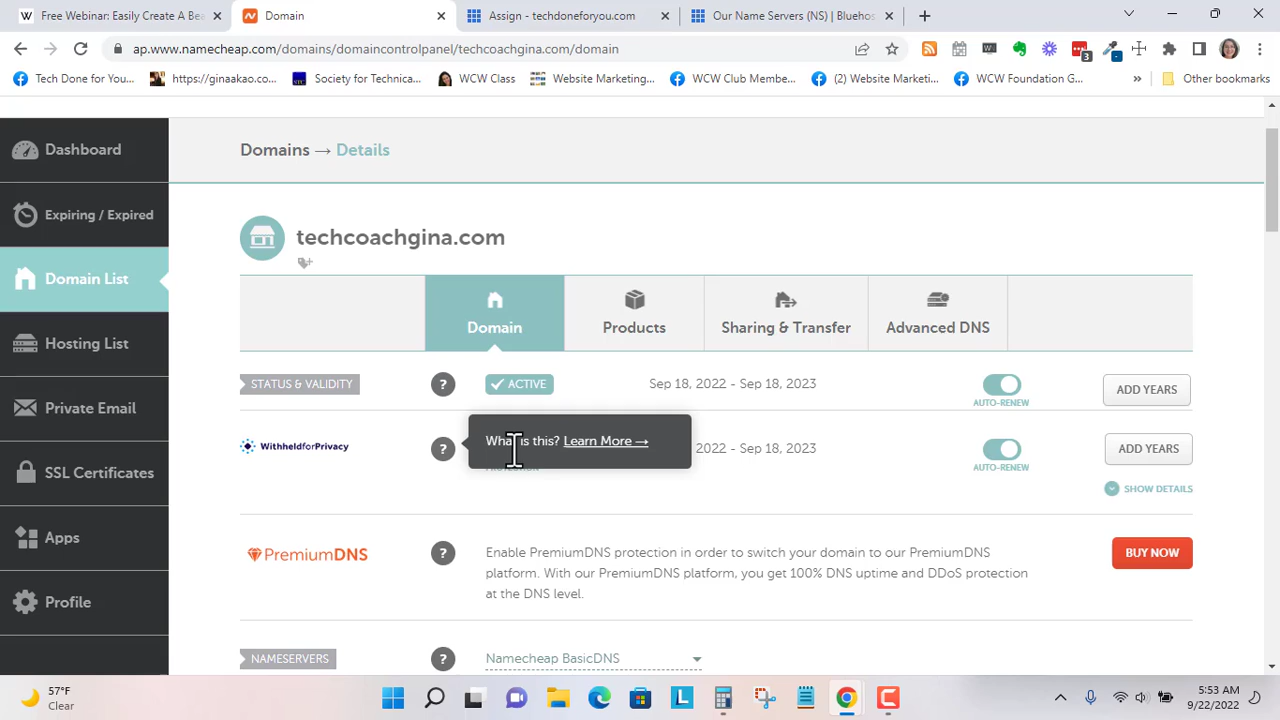 Free Webinar: Easily Create A Bea
Domain
Assign - techdoneforyou.com
Our Name Servers (NS) | Bluehos
ap.www.namecheap.com/domains/domaincontrolpanel/techcoachgina.com/domain
3
Tech Done for You...
https://ginaakao.co...
Society for Technica...
WCW Class
Website Marketing...
WCW Club Membe...
(2) Website Marketi...
WCW Foundation G...
Other bookmarks
Dashboard
Expiring / Expired
Domain List
Hosting List
Private Email
SSL Certificates
Apps
Profile
Domains → Details
techcoachgina.com
Domain
Products
Sharing & Transfer
Advanced DNS
STATUS & VALIDITY
?
ACTIVE
Sep 18, 2022 - Sep 18, 2023
AUTO-RENEW
ADD YEARS
WithheldforPrivacy
?
What is this? Learn More →
2022 - Sep 18, 2023
AUTO-RENEW
ADD YEARS
SHOW DETAILS
PremiumDNS
?
Enable PremiumDNS protection in order to switch your domain to our PremiumDNS
platform. With our PremiumDNS platform, you get 100% DNS uptime and DDoS protection
at the DNS level.
BUY NOW
NAMESERVERS
?
Namecheap BasicDNS
57°F
Clear
5:53 AM
9/22/2022